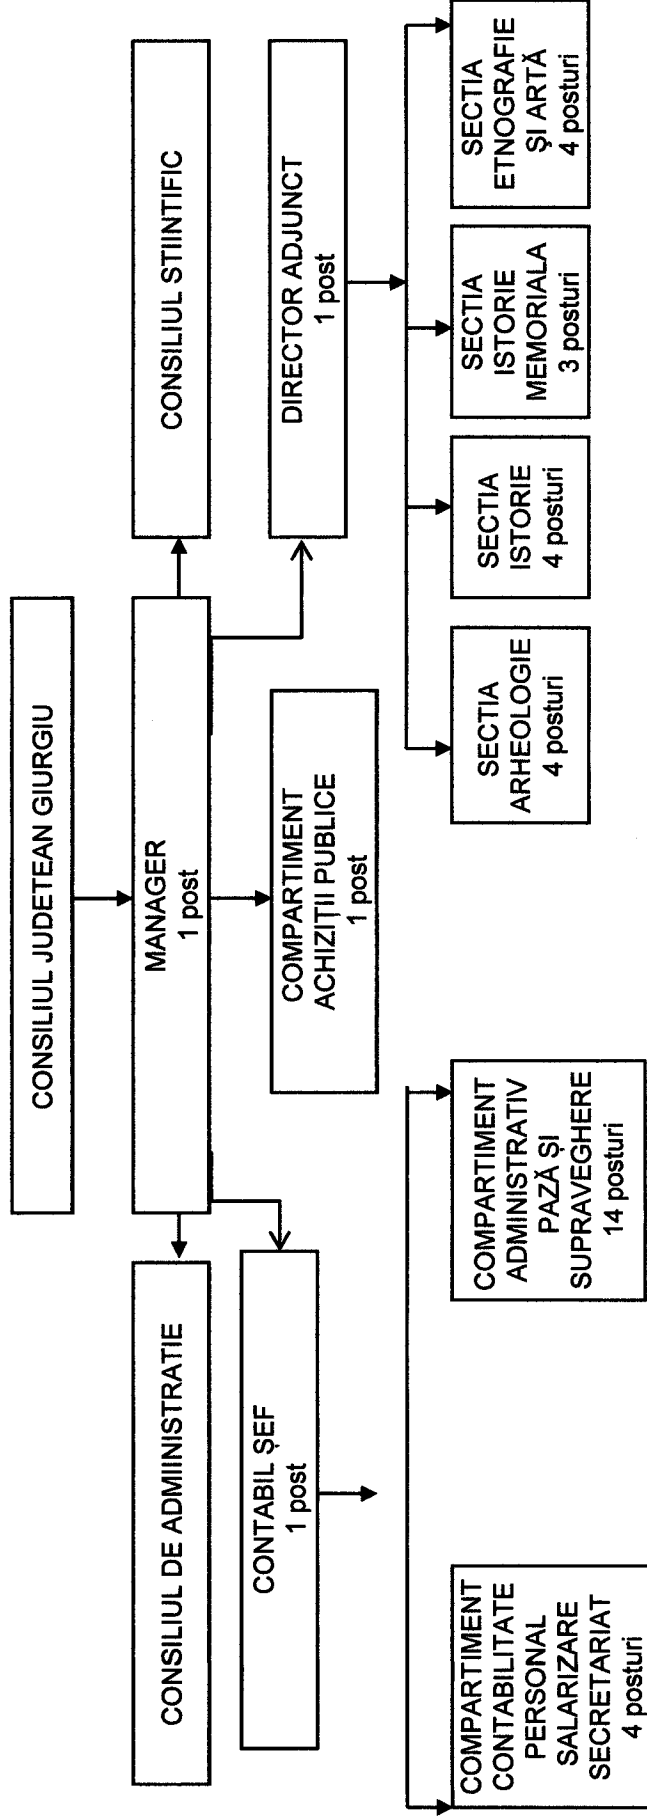 CONSILIUL JUDETEAN GIURGIU
CONSILIUL DE ADMIINISTRATIE
MANAGER
1 post
CONSILIUL STIINTIFIC
CONTABIL ȘEF
1 post
COMPARTIMENT
ACHIZIȚII PUBLICE
1 post
DIRECTOR ADJUNCT
1 post
COMPARTIMENT
CONTABILITATE
PERSONAL
SALARIZARE
SECRETARIAT
4 posturi
COMPARTIMENT
ADMINISTRATIV
PAZĂ ȘI
SUPRAVEGHERE
14 posturi
SECTIA
ARHEOLOGIE
4 posturi
SECTIA
ISTORIE
4 posturi
SECTIA
ISTORIE
MEMORIALA
3 posturi
SECTIA
ETNOGRAFIE
ȘI ARTĂ
4 posturi